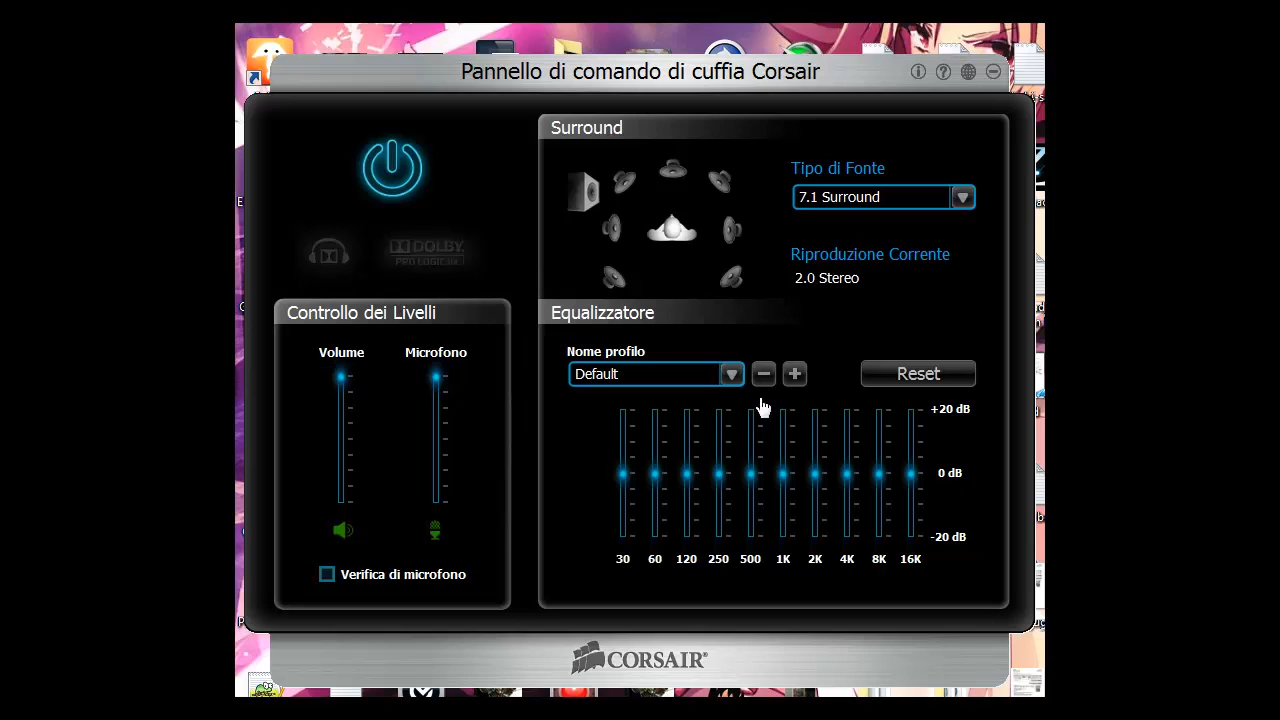 Pannello di comando di cuffia Corsair
Surround
Tipo di Fonte
7.1 Surround
Riproduzione Corrente
2.0 Stereo
DOLBY
PRO LOGIC IIx
Controllo dei Livelli
Volume Microfono
Verifica di microfono
Equalizzatore
Nome profilo
Default
Reset
+20 dB
0 dB
-20 dB
30 60 120 250 500 1K 2K 4K 8K 16K
CORSAIR